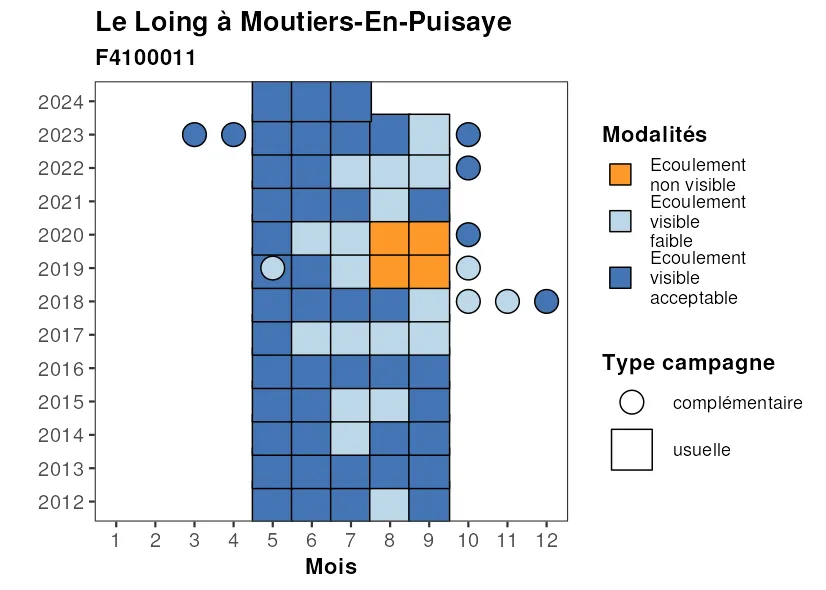 Le Loing à Moutiers-En-Puisaye
F4100011
2024
2023
2022
2021
2020
2019
2018
2017
2016
2015
2014
2013
2012
1 2 3 4 5 6 7 8 9 10 11 12
Mois
Modalités
Ecoulement
non visible
Ecoulement
visible
faible
Ecoulement
visible
acceptable
Type campagne
complémentaire
usuelle